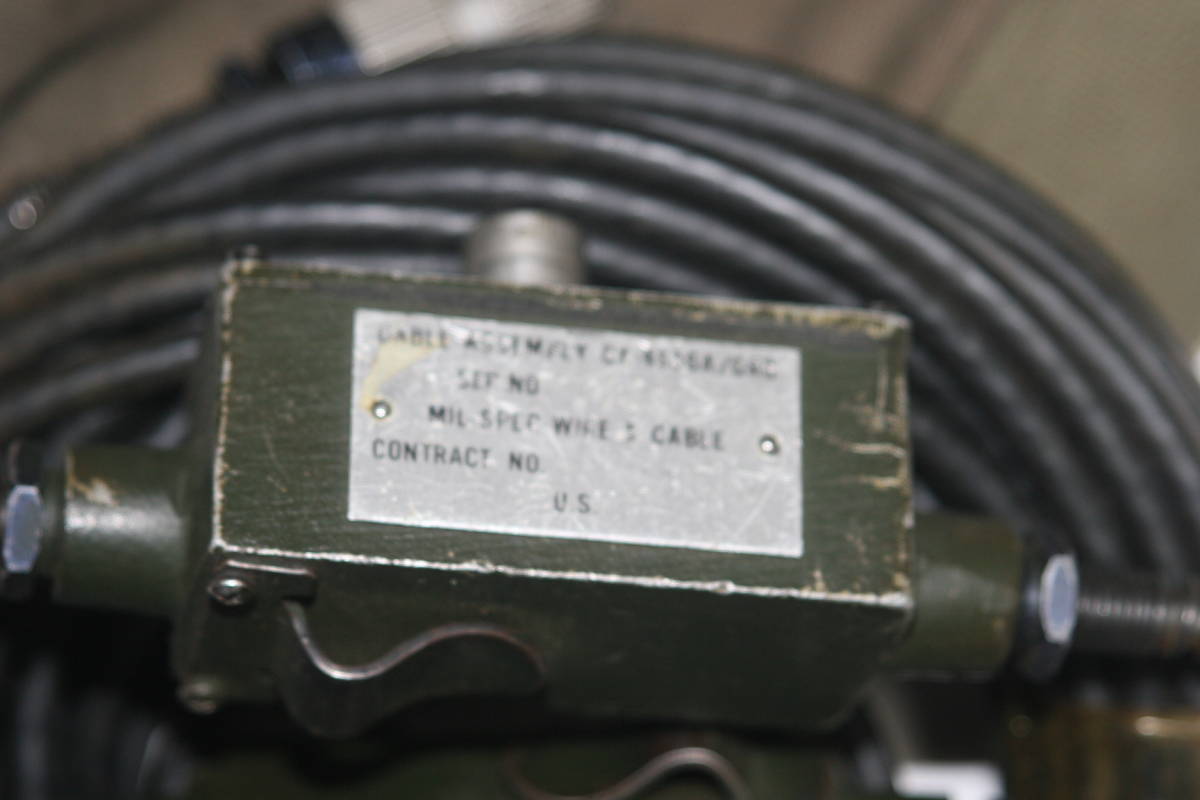 CABLE ASSEMBLY
SER NO
MIL-SPEC WIRE & CABLE
CONTRACT NO.
U S